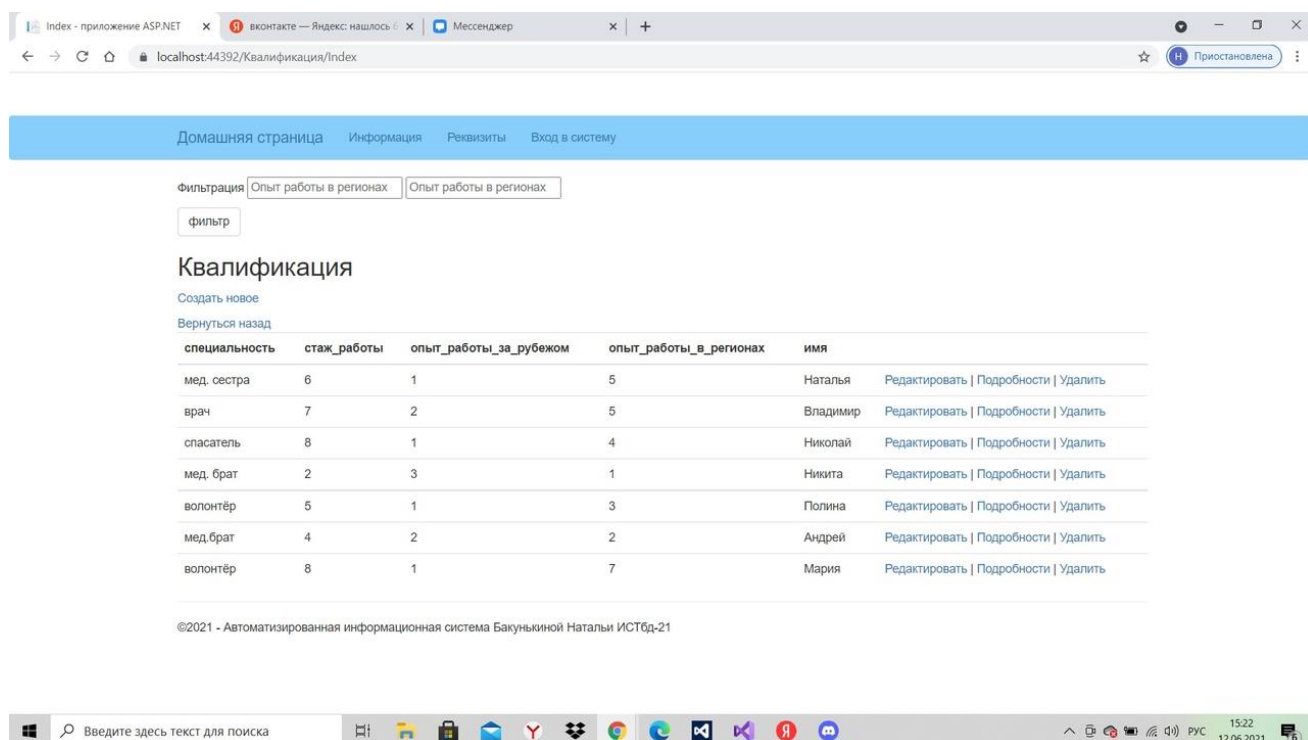 Index - приложение ASP.NET
вконтакте — Яндекс: нашлось
Мессенджер
localhost:44392/Квалификация/Index
Н Приостановлена
Домашняя страница Информация Реквизиты Вход в систему
Фильтрация Опыт работы в регионах Опыт работы в регионах
фильтр
Квалификация
Создать новое
Вернуться назад
специальность стаж_работы опыт_работы_за_рубежом опыт_работы_в_регионах имя
мед. сестра 6 1 5 Наталья Редактировать | Подробности | Удалить
врач 7 2 5 Владимир Редактировать | Подробности | Удалить
спасатель 8 1 4 Николай Редактировать | Подробности | Удалить
мед. брат 2 3 1 Никита Редактировать | Подробности | Удалить
волонтёр 5 1 3 Полина Редактировать | Подробности | Удалить
мед.брат 4 2 2 Андрей Редактировать | Подробности | Удалить
волонтёр 8 1 7 Мария Редактировать | Подробности | Удалить
©2021 - Автоматизированная информационная система Бакунькиной Натальи ИСТбд-21
Введите здесь текст для поиска
РУС
15:22
12.06.2021
6